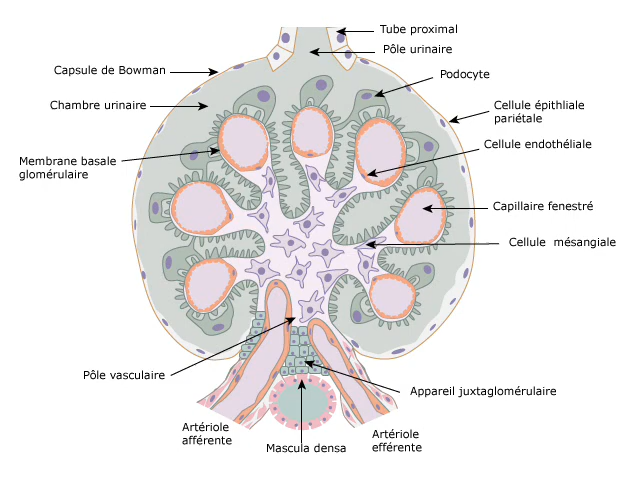 Tube proximal
Pôle urinaire
Capsule de Bowman
Podocyte
Chambre urinaire
Cellule épithliale
pariétale
Cellule endothéliale
Membrane basale
glomérulaire
Capillaire fenestré
Cellule mésangiale
Pôle vasculaire
Appareil juxtaglomérulaire
Artériole
afférente
Mascula densa
Artériole
efférente